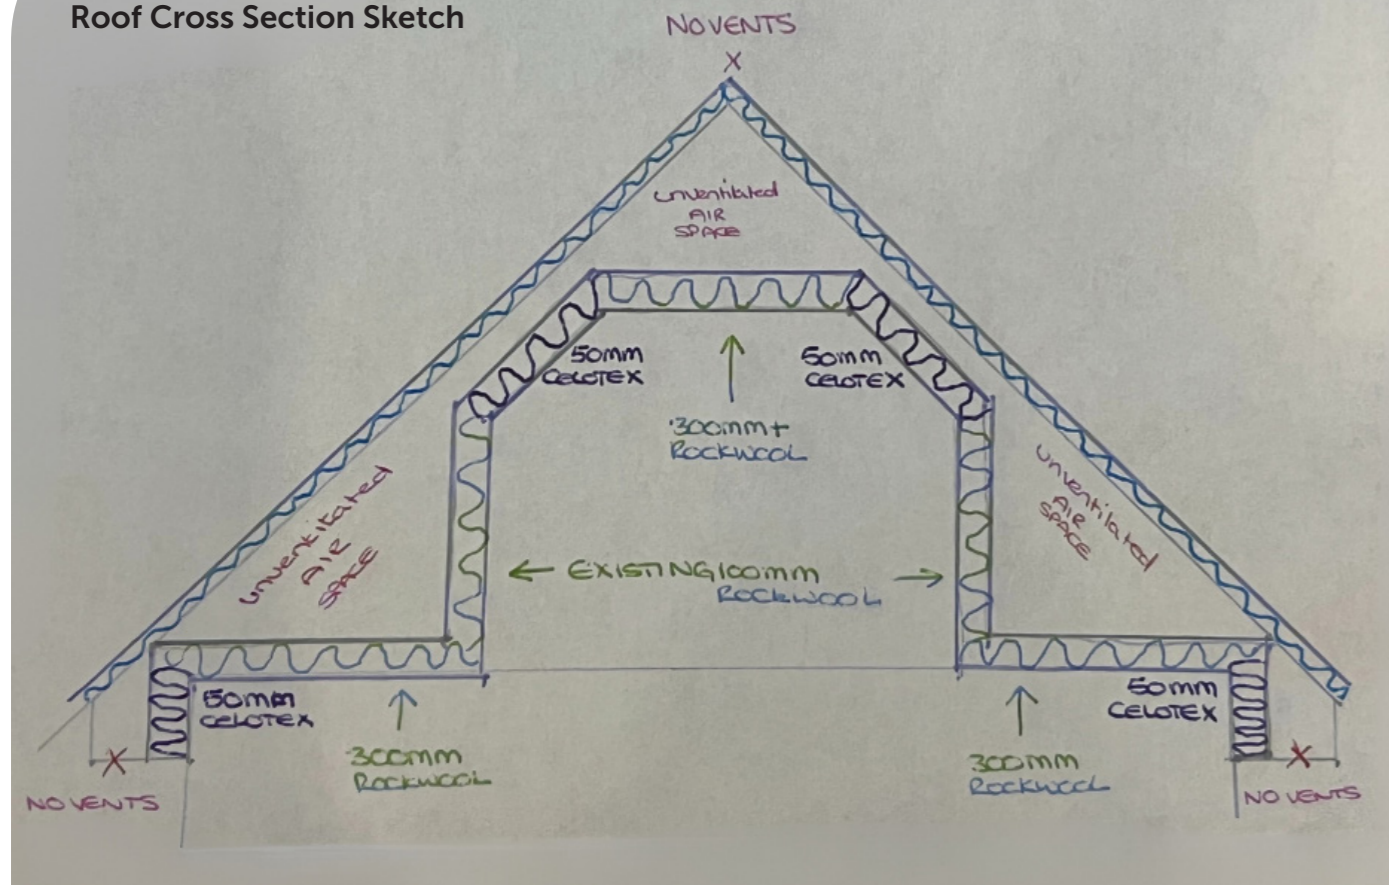 Roof Cross Section Sketch
NO VENTS
X
unventilated
AIR
SPACE
50mm
CELOTEX
50mm
CELOTEX
300mm+
ROCKWOOL
unventilated
AIR
SPACE
unventilated
AIR
SPACE
← EXISTING 100mm →
ROCKWOOL
50mm
CELOTEX
50mm
CELOTEX
300mm
ROCKWOOL
300mm
ROCKWOOL
X
X
NO VENTS
NO VENTS